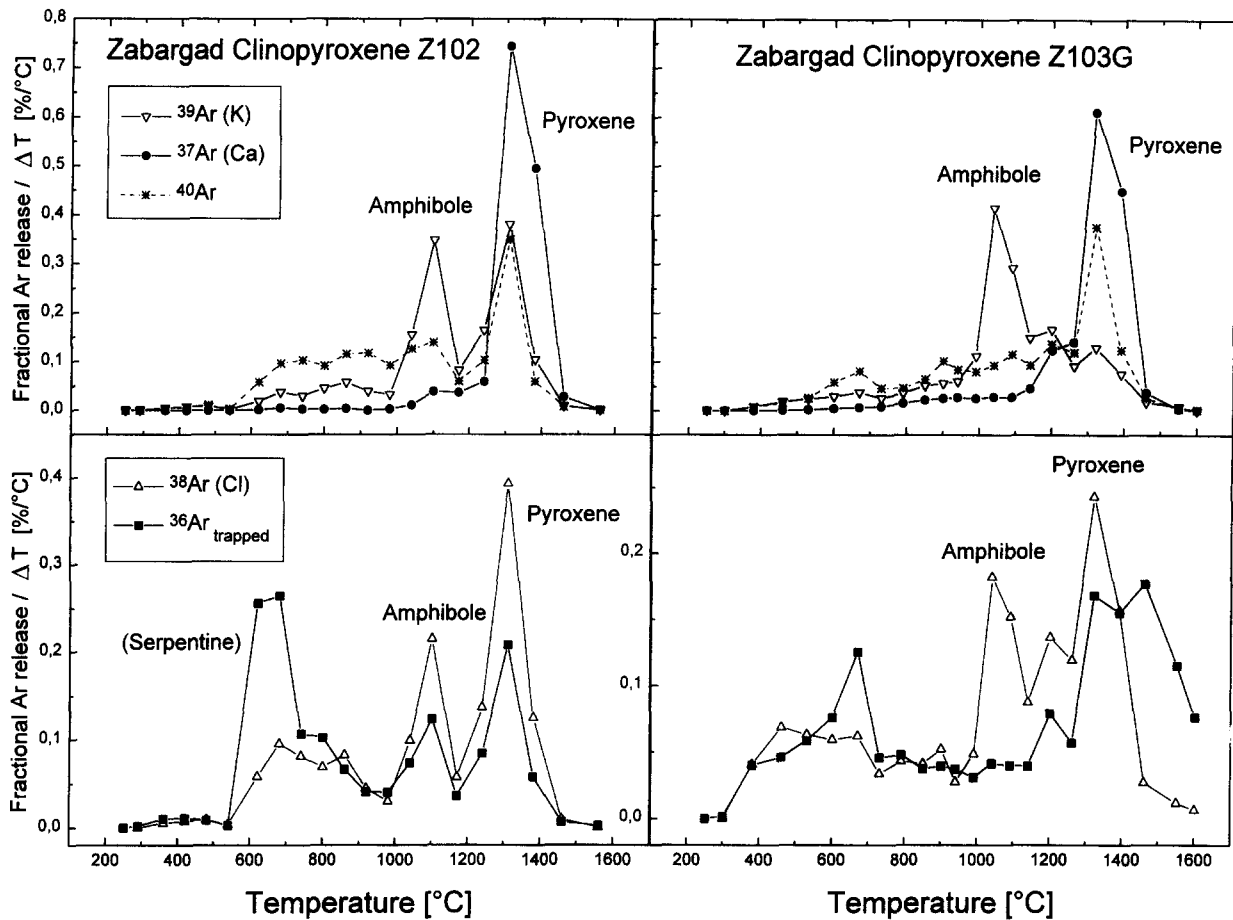 Zabargad Clinopyroxene Z102
³⁹Ar (K)
³⁷Ar (Ca)
⁴⁰Ar
Amphibole
Pyroxene
Fractional Ar release / Δ T [%/°C]
0,8
0,7
0,6
0,5
0,4
0,3
0,2
0,1
0,0
Zabargad Clinopyroxene Z103G
Amphibole
Pyroxene
³⁸Ar (Cl)
³⁶Ar trapped
(Serpentine)
Amphibole
Pyroxene
Fractional Ar release / Δ T [%/°C]
0,4
0,3
0,2
0,1
0,0
200 400 600 800 1000 1200 1400 1600
Temperature [°C]
Amphibole
Pyroxene
0,2
0,1
0,0
200 400 600 800 1000 1200 1400 1600
Temperature [°C]